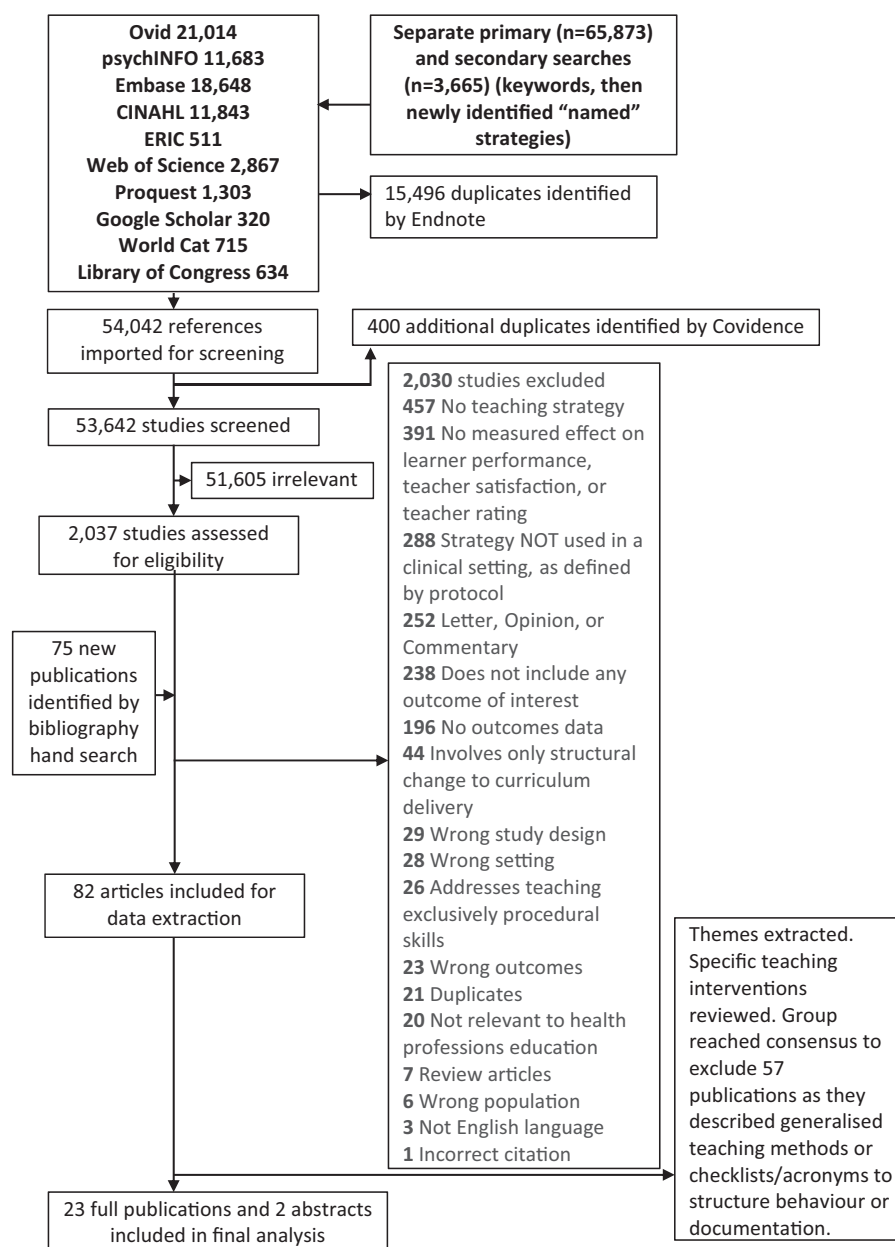 Ovid 21,014
psychINFO 11,683
Embase 18,648
CINAHL 11,843
ERIC 511
Web of Science 2,867
Proquest 1,303
Google Scholar 320
World Cat 715
Library of Congress 634
Separate primary (n=65,873)
and secondary searches
(n=3,665) (keywords, then
newly identified “named”
strategies)
15,496 duplicates identified
by Endnote
54,042 references
imported for screening
400 additional duplicates identified by Covidence
53,642 studies screened
51,605 irrelevant
2,037 studies assessed
for eligibility
75 new
publications
identified by
bibliography
hand search
2,030 studies excluded
457 No teaching strategy
391 No measured effect on
learner performance,
teacher satisfaction, or
teacher rating
288 Strategy NOT used in a
clinical setting, as defined
by protocol
252 Letter, Opinion, or
Commentary
238 Does not include any
outcome of interest
196 No outcomes data
44 Involves only structural
change to curriculum
delivery
29 Wrong study design
28 Wrong setting
26 Addresses teaching
exclusively procedural
skills
23 Wrong outcomes
21 Duplicates
20 Not relevant to health
professions education
7 Review articles
6 Wrong population
3 Not English language
1 Incorrect citation
82 articles included for
data extraction
Themes extracted.
Specific teaching
interventions
reviewed. Group
reached consensus to
exclude 57
publications as they
described generalised
teaching methods or
checklists/acronyms to
structure behaviour or
documentation.
23 full publications and 2 abstracts
included in final analysis